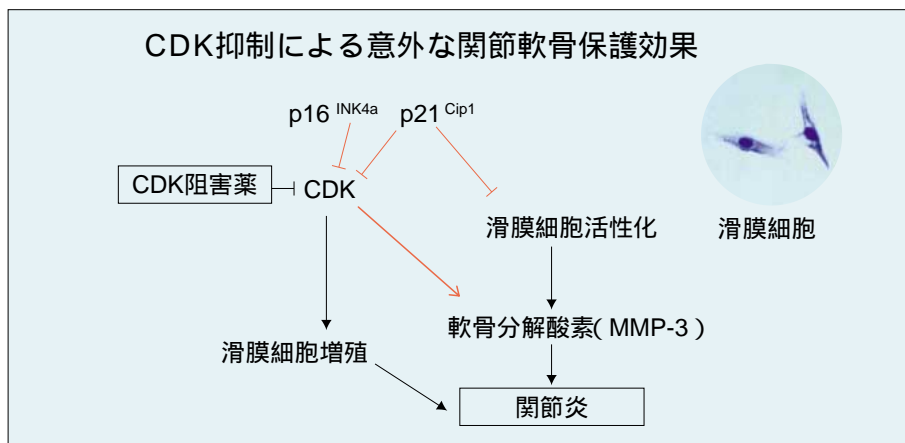 CDK抑制による意外な関節軟骨保護効果
p16 INK4a p21 Cip1
CDK阻害薬
CDK
滑膜細胞活性化
滑膜細胞
軟骨分解酸素(MMP-3)
滑膜細胞増殖
関節炎